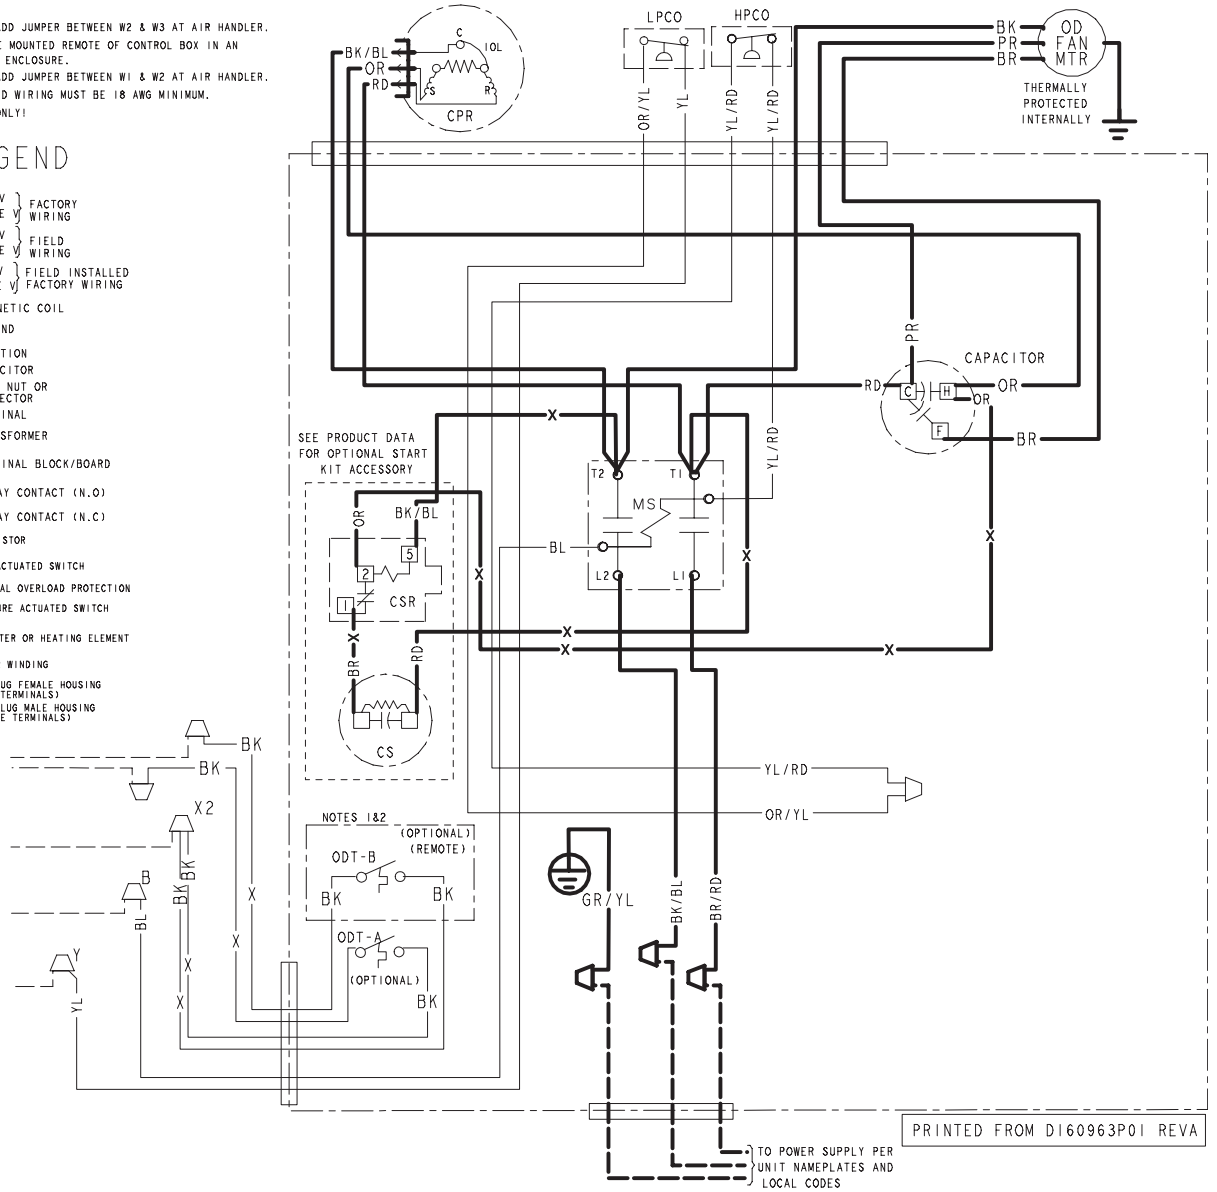 ADD JUMPER BETWEEN W2 & W3 AT AIR HANDLER.
E MOUNTED REMOTE OF CONTROL BOX IN AN
ENCLOSURE.
ADD JUMPER BETWEEN W1 & W2 AT AIR HANDLER.
D WIRING MUST BE 18 AWG MINIMUM.
ONLY!
GEND
V
E V
FACTORY
WIRING
V
E V
FIELD
WIRING
V
E V
FIELD INSTALLED
FACTORY WIRING
NETIC COIL
ND
TION
CITOR
NUT OR
ECTOR
INAL
SFORMER
INAL BLOCK/BOARD
AY CONTACT (N.O)
AY CONTACT (N.C)
STOR
ACTUATED SWITCH
AL OVERLOAD PROTECTION
URE ACTUATED SWITCH
TER OR HEATING ELEMENT
WINDING
UG FEMALE HOUSING
TERMINALS)
LUG MALE HOUSING
E TERMINALS)
BK/BL
OR
RD
C
IOL
S
R
CPR
LPCO
HPCO
OR/YL
YL
YL/RD
YL/RD
BK
PR
BR
OD
FAN
MTR
THERMALLY
PROTECTED
INTERNALLY
PR
CAPACITOR
RD
C
H
OR
OR
F
BR
YL/RD
SEE PRODUCT DATA
FOR OPTIONAL START
KIT ACCESSORY
X
T2
T1
MS
BL
L2
L1
X
X
X
OR
BK/BL
5
2
1
CSR
X
BR
RD
X
X
X
CS
YL/RD
OR/YL
BK
BK
X2
BK
BK
B
BL
Y
YL
X
X
X
X
NOTES 1&2
(OPTIONAL)
(REMOTE)
ODT-B
BK
BK
ODT-A
(OPTIONAL)
BK
GR/YL
BK/BL
BR/RD
PRINTED FROM D160963P01 REVA
TO POWER SUPPLY PER
UNIT NAMEPLATES AND
LOCAL CODES